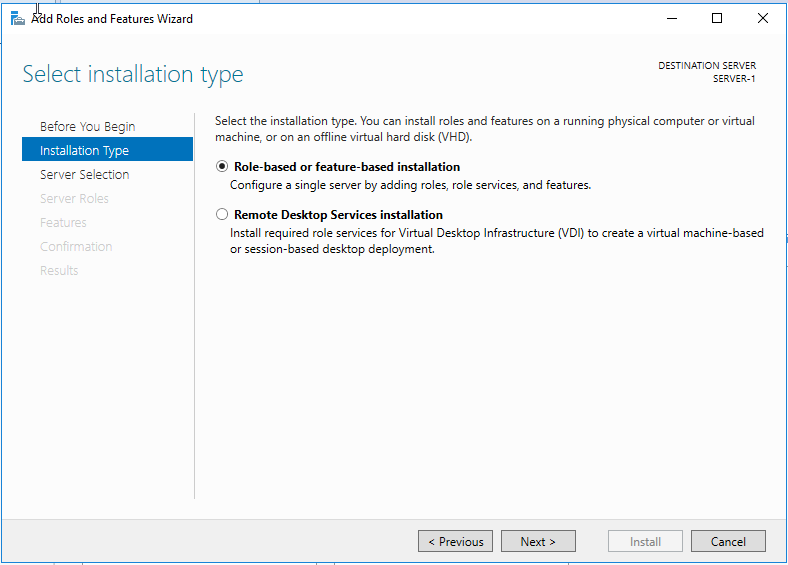 Add Roles and Features Wizard
Select installation type
DESTINATION SERVER
SERVER-1
Before You Begin
Installation Type
Server Selection
Server Roles
Features
Confirmation
Results
Select the installation type. You can install roles and features on a running physical computer or virtual
machine, or on an offline virtual hard disk (VHD).
Role-based or feature-based installation
Configure a single server by adding roles, role services, and features.
Remote Desktop Services installation
Install required role services for Virtual Desktop Infrastructure (VDI) to create a virtual machine-based
or session-based desktop deployment.
< Previous
Next >
Install
Cancel